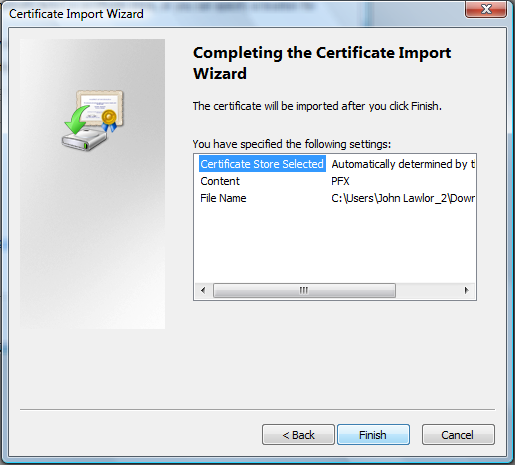 Certificate Import Wizard
Completing the Certificate Import
Wizard
The certificate will be imported after you click Finish.
You have specified the following settings:
Certificate Store Selected Automatically determined by t
Content PFX
File Name C:\Users\John Lawlor_2\Dowr
< Back Finish Cancel